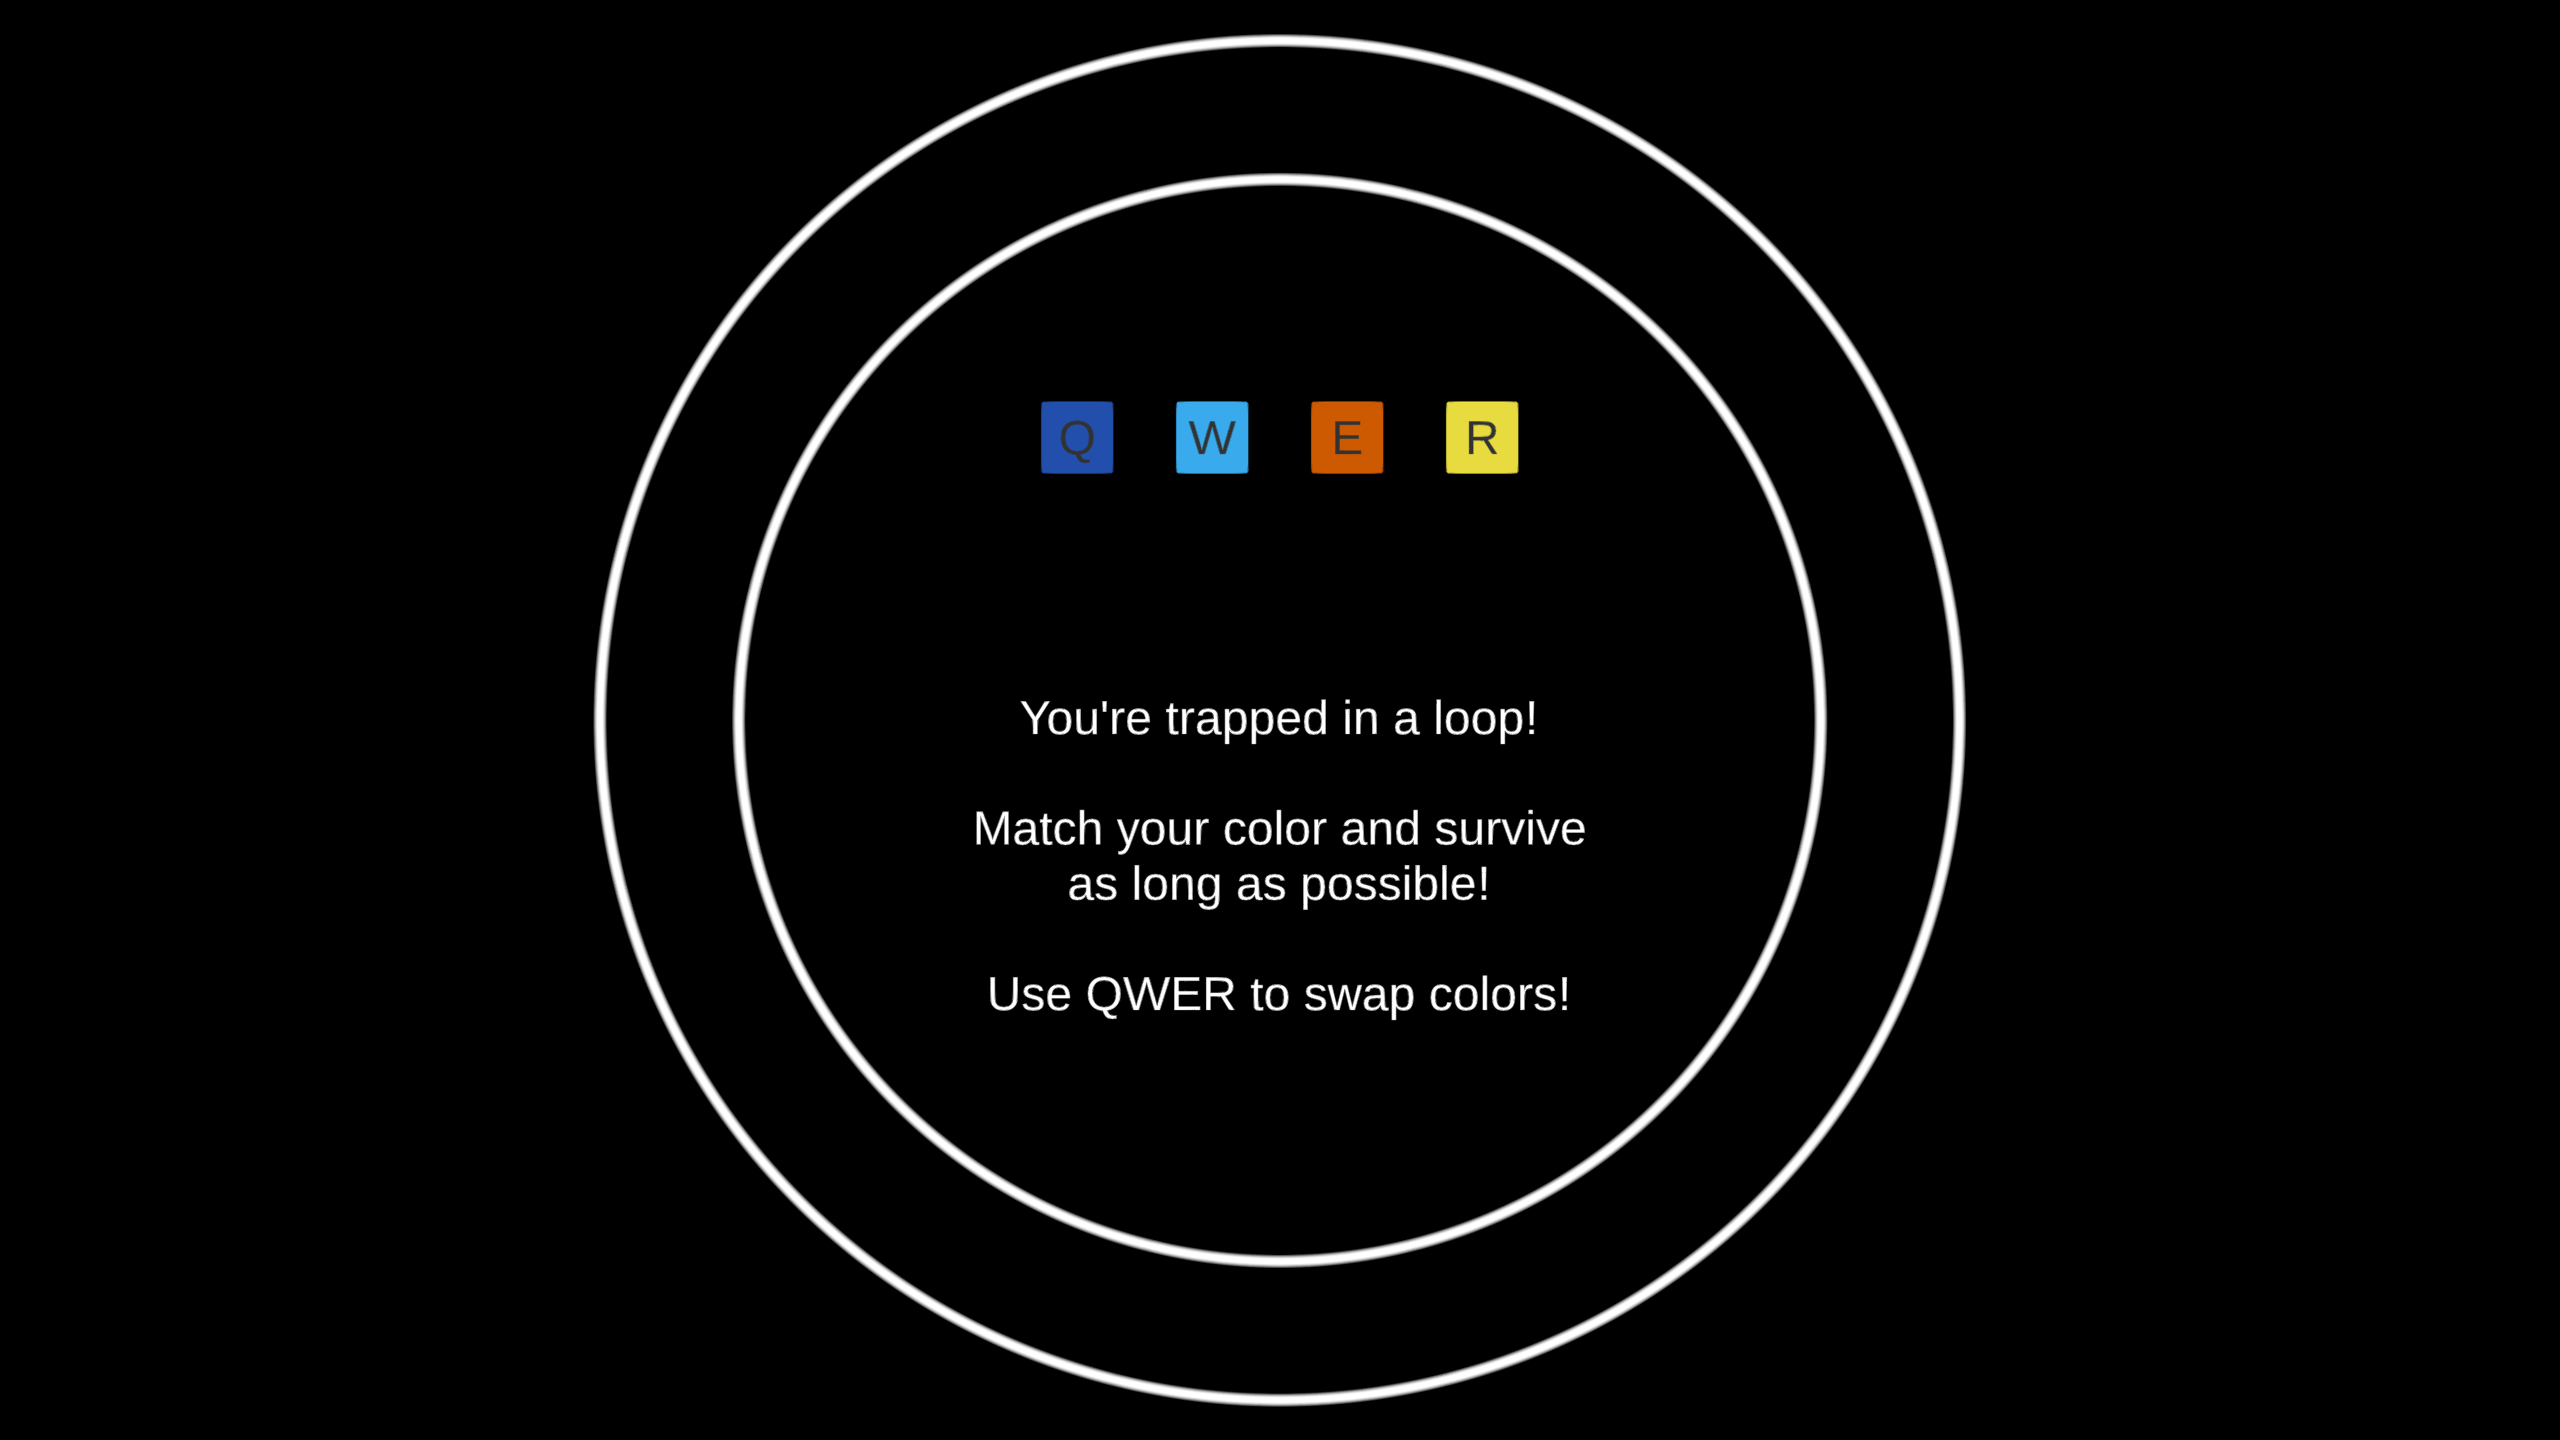 Q W E R
You're trapped in a loop!
Match your color and survive
as long as possible!
Use QWER to swap colors!